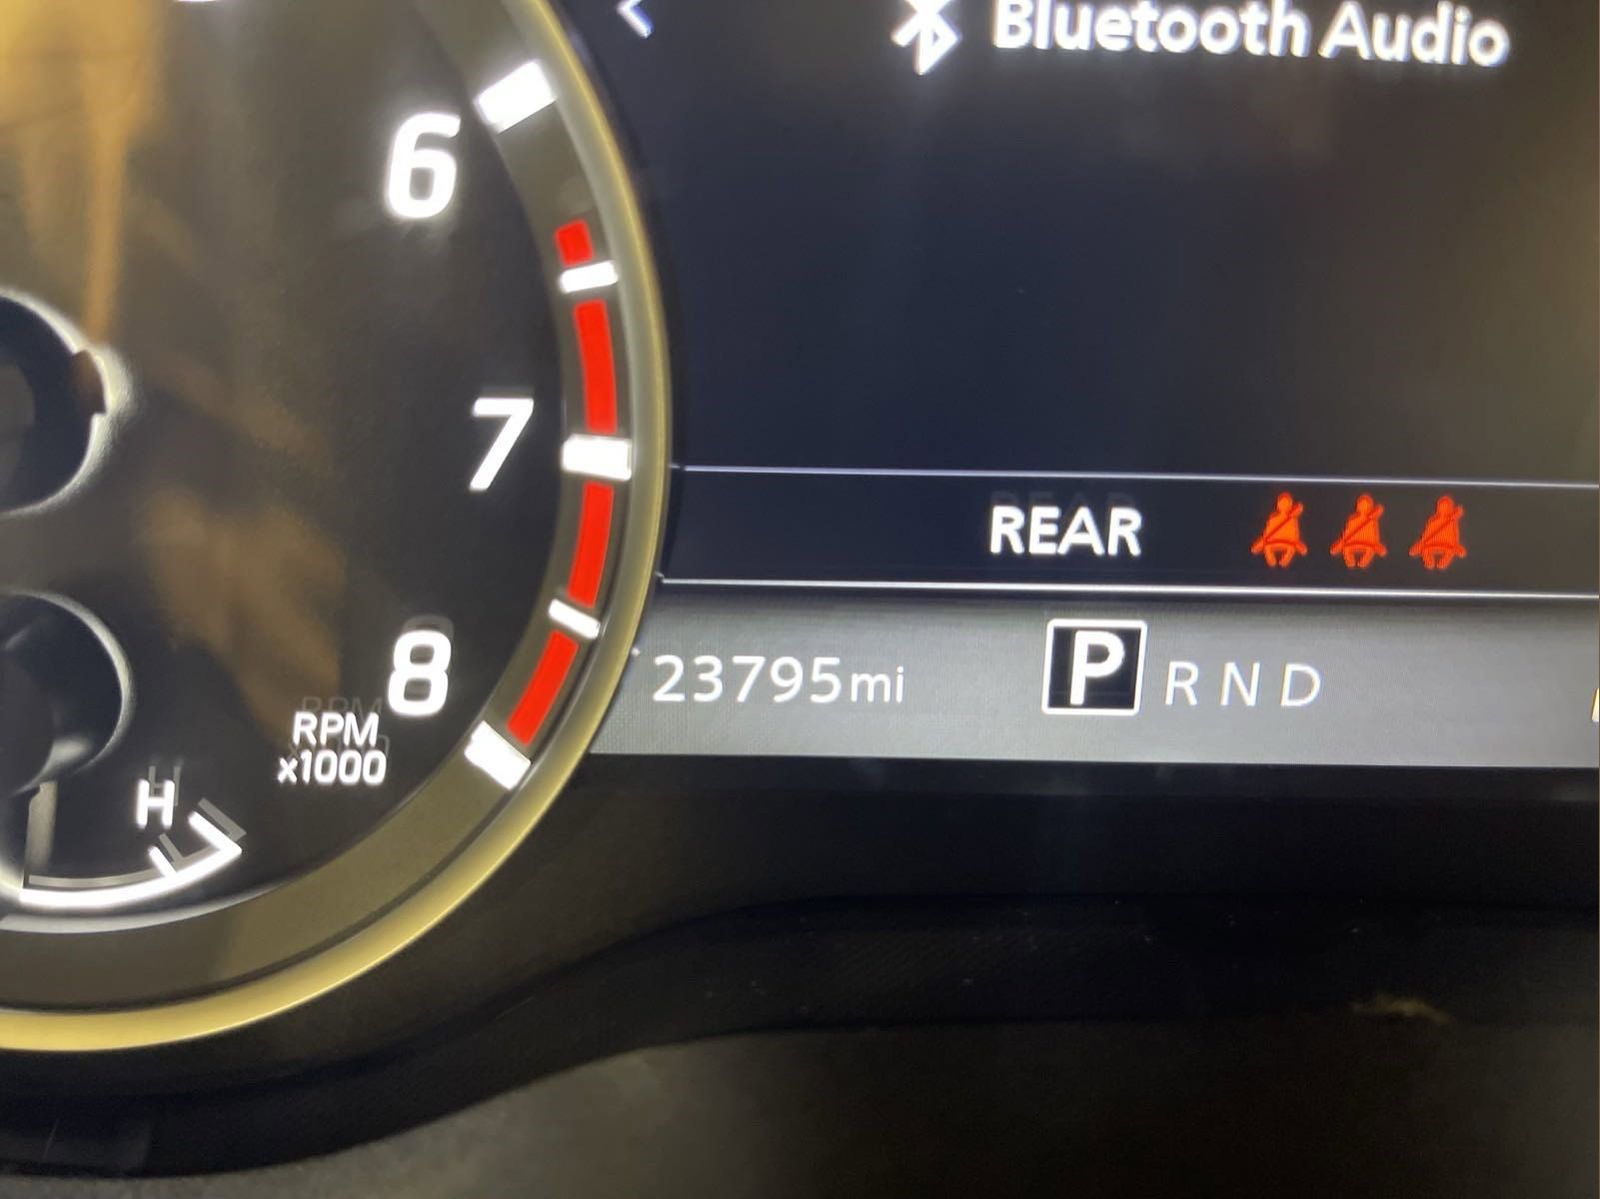 Bluetooth Audio
6
7
8
RPM
x1000
H
REAR
23795mi
P R N D